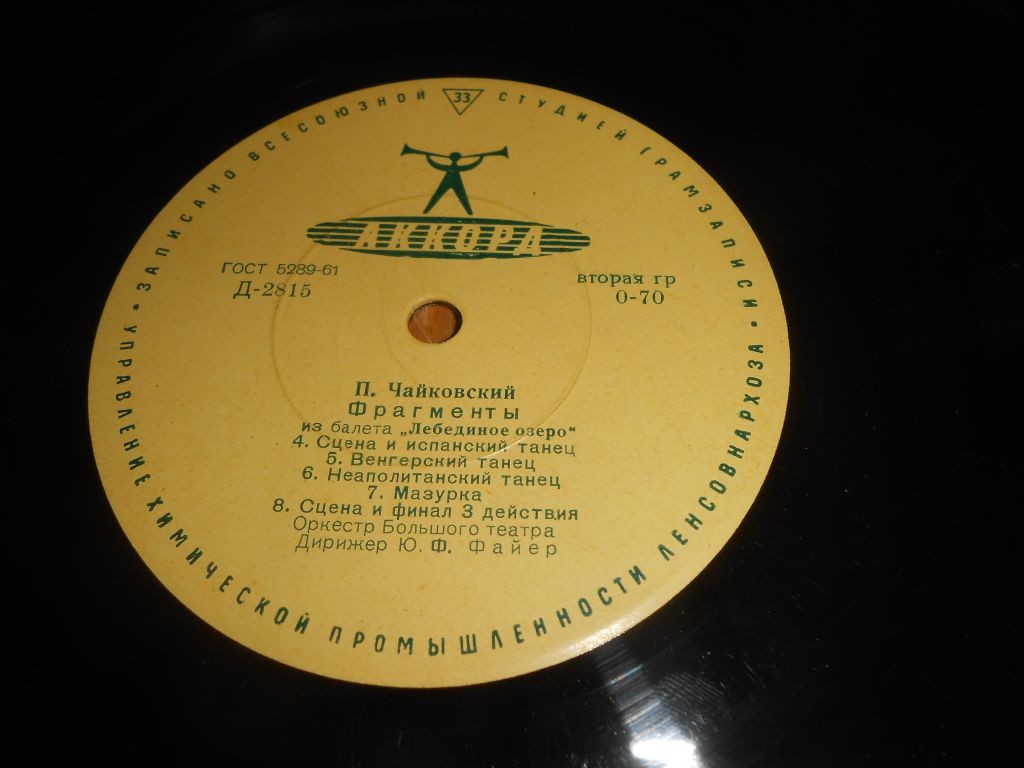 ЗАПИСАНО ВСЕСОЮЗНОЙ 33 СТУДИЕЙ ГРАМЗАПИСИ
АККОРД
ГОСТ 5289-61
Д-2815
вторая гр
0-70
П. Чайковский
Фрагменты
из балета „Лебединое озеро“
4. Сцена и испанский танец
5. Венгерский танец
6. Неаполитанский танец
7. Мазурка
8. Сцена и финал 3 действия
Оркестр Большого театра
Дирижер Ю. Ф. Файер
• УПРАВЛЕНИЕ ХИМИЧЕСКОЙ ПРОМЫШЛЕННОСТИ ЛЕНСОВНАРХОЗА •